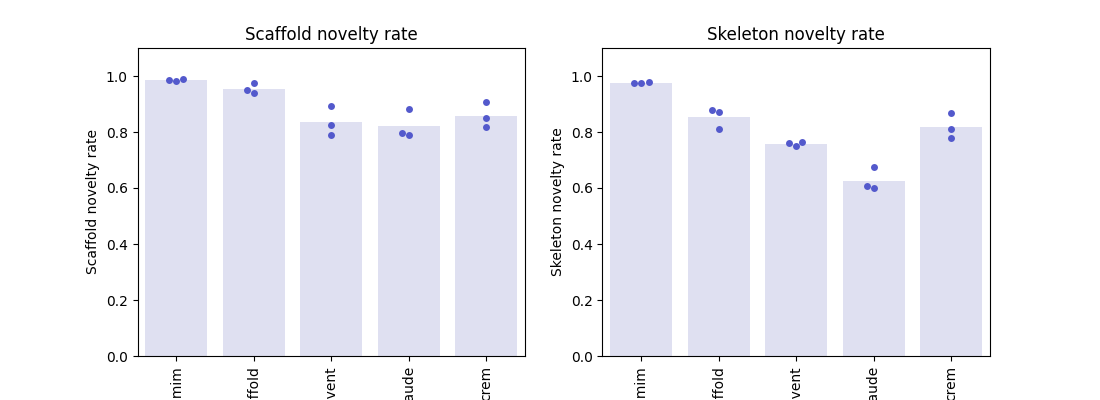 Scaffold novelty rate
Skeleton novelty rate
Scaffold novelty rate
1.0
0.8
0.6
0.4
0.2
0.0
mim
ffold
vent
aude
crem
Skeleton novelty rate
1.0
0.8
0.6
0.4
0.2
0.0
mim
ffold
vent
aude
crem